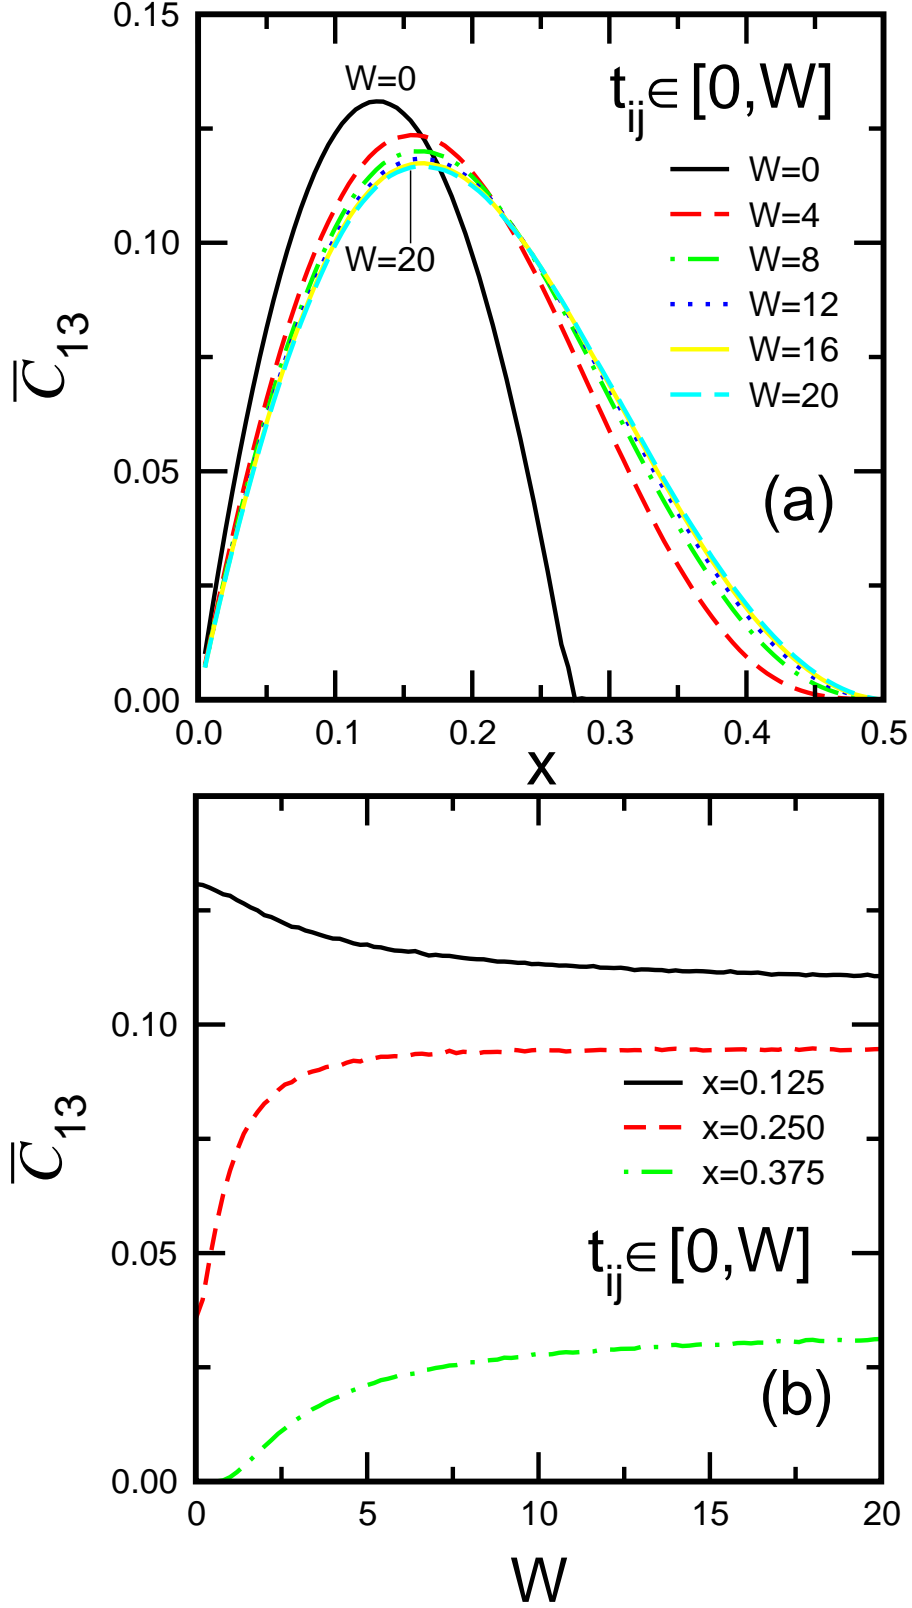 0.15
W=0
t_ij∈[0,W]
W=0
W=4
0.10
W=20
W=8
W=12
C̅_13
W=16
W=20
0.05
(a)
0.00
0.0 0.1 0.2 0.3 0.4 0.5
x
0.10
x=0.125
C̅_13
x=0.250
x=0.375
0.05
t_ij∈[0,W]
(b)
0.00
0 5 10 15 20
W